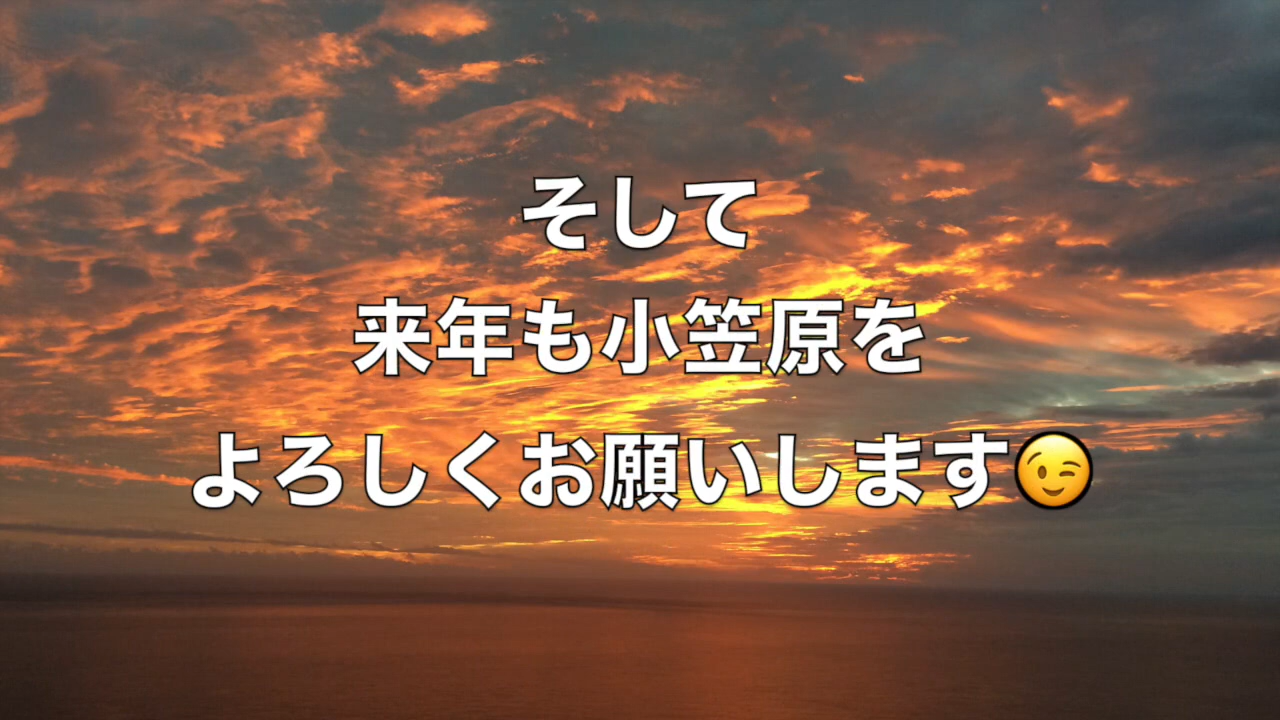 そして
来年も小笠原を
よろしくお願いします😉